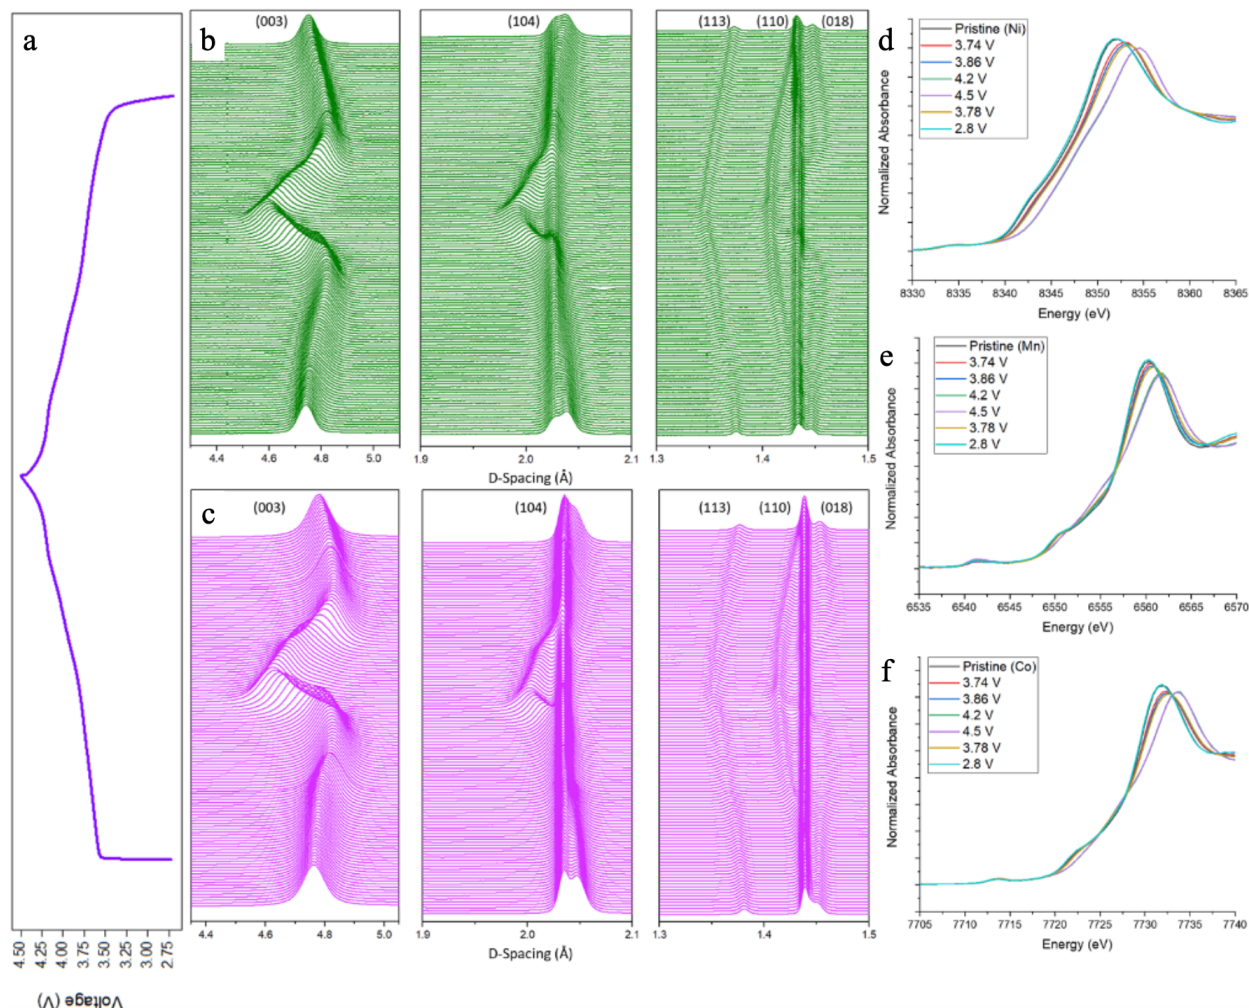 a
4.50
4.25
4.00
3.75
3.50
3.25
3.00
2.75
Voltage (V)
b
(003)
(104)
(113) (110) (018)
4.4 4.6 4.8 5.0
1.9 2.0 2.1
1.3 1.4 1.5
D-Spacing (Å)
c
(003)
(104)
(113) (110) (018)
4.4 4.6 4.8 5.0
1.9 2.0 2.1
1.3 1.4 1.5
D-Spacing (Å)
d
Pristine (Ni)
3.74 V
3.86 V
4.2 V
4.5 V
3.78 V
2.8 V
Normalized Absorbance
8330 8335 8340 8345 8350 8355 8360 8365
Energy (eV)
e
Pristine (Mn)
3.74 V
3.86 V
4.2 V
4.5 V
3.78 V
2.8 V
Normalized Absorbance
6535 6540 6545 6550 6555 6560 6565 6570
Energy (eV)
f
Pristine (Co)
3.74 V
3.86 V
4.2 V
4.5 V
3.78 V
2.8 V
Normalized Absorbance
7705 7710 7715 7720 7725 7730 7735 7740
Energy (eV)